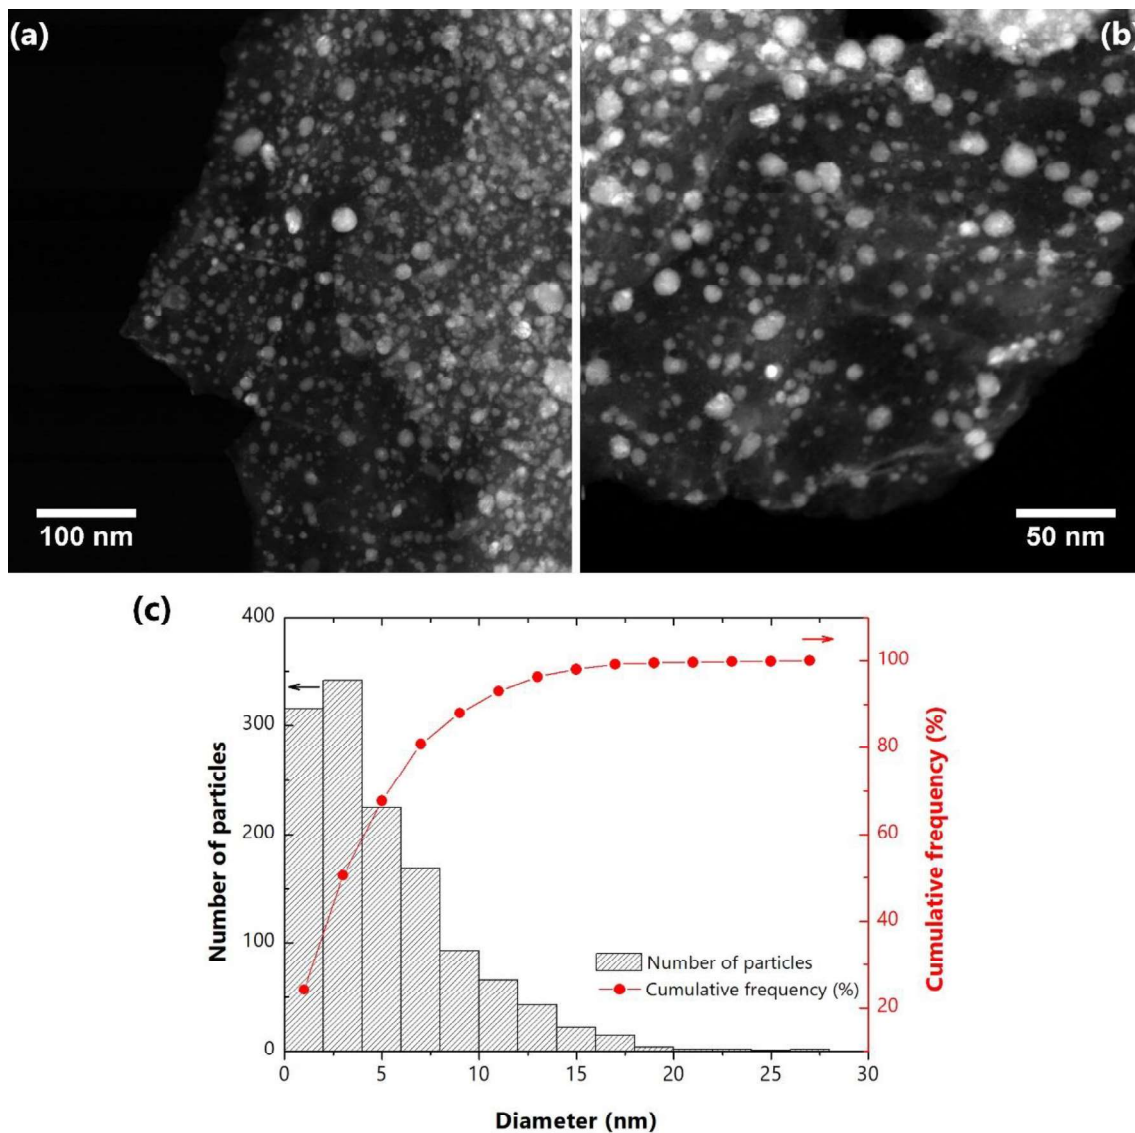 (a)
(b)
100 nm
50 nm
(c)
400
300
200
100
0
Number of particles
0
5
10
15
20
25
30
Diameter (nm)
100
80
60
40
20
Cumulative frequency (%)
Number of particles
Cumulative frequency (%)